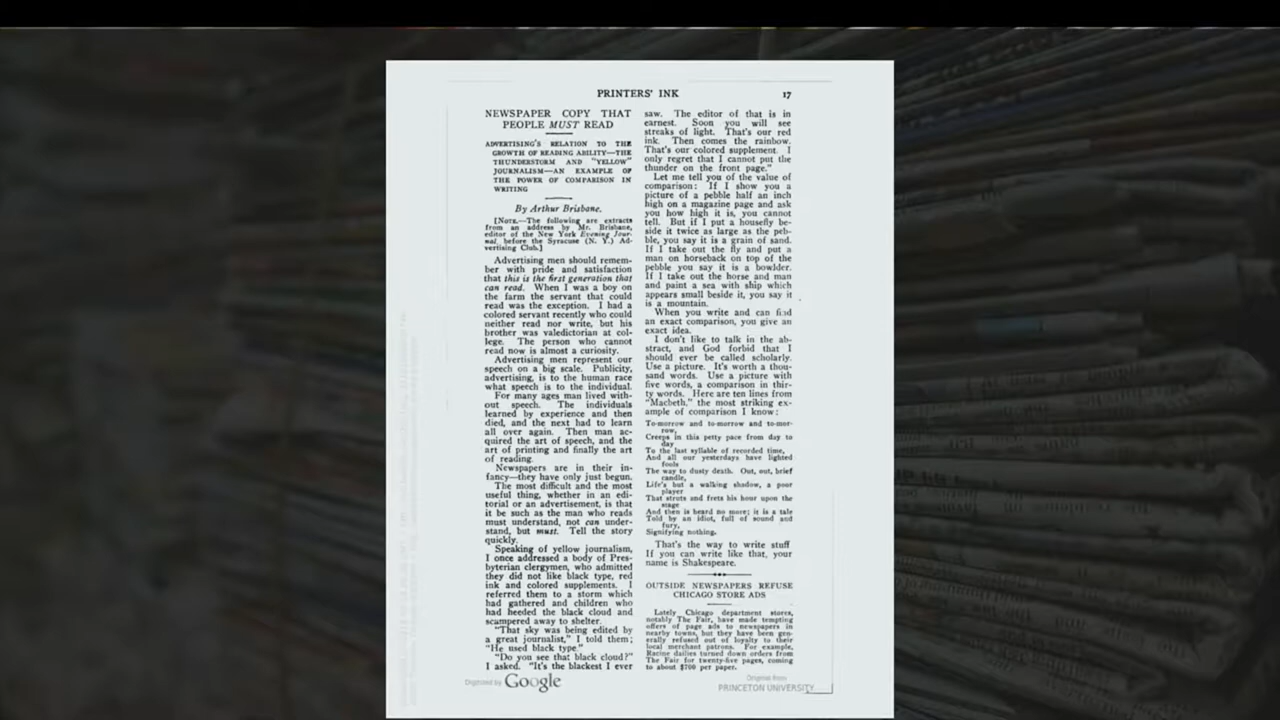 PRINTERS' INK 17
NEWSPAPER COPY THAT
PEOPLE MUST READ
ADVERTISING'S RELATION TO THE
GROWTH OF READING ABILITY—THE
THUNDERSTORM AND "YELLOW"
JOURNALISM—AN EXAMPLE OF
THE POWER OF COMPARISON IN
WRITING
By Arthur Brisbane.
[NOTE.—The following are extracts
from an address by Mr. Brisbane,
editor of the New York Evening Jour-
nal, before the Syracuse (N. Y.) Ad-
vertising Club.]
Advertising men should remem-
ber with pride and satisfaction
that this is the first generation that
can read. When I was a boy on
the farm the servant that could
read was the exception. I had a
colored servant recently who could
neither read nor write, but his
brother was valedictorian at col-
lege. The person who cannot
read now is almost a curiosity.
Advertising men represent our
speech on a big scale. Publicity,
advertising, is to the human race
what speech is to the individual.
For many ages man lived with-
out speech. The individuals
learned by experience and then
died, and the next had to learn
all over again. Then man ac-
quired the art of speech, and the
art of printing and finally the art
of reading.
Newspapers are in their in-
fancy—they have only just begun.
The most difficult and the most
useful thing, whether in an edi-
torial or an advertisement, is that
it be such as the man who reads
must understand, not can under-
stand, but must. Tell the story
quickly.
Speaking of yellow journalism,
I once addressed a body of Pres-
byterian clergymen, who admitted
they did not like black type, red
ink and colored supplements. I
referred them to a storm which
had gathered and children who
had heeded the black cloud and
scampered away to shelter.
"That sky was being edited by
a great journalist," I told them;
"He used black type."
"Do you see that black cloud?"
I asked. "It's the blackest I ever
saw. The editor of that is in
earnest. Soon you will see
streaks of light. That's our red
ink. Then comes the rainbow.
That's our colored supplement. I
only regret that I cannot put the
thunder on the front page."
Let me tell you of the value of
comparison: If I show you a
picture of a pebble half an inch
high on a magazine page and ask
you how high it is, you cannot
tell. But if I put a housefly be-
side it twice as large as the peb-
ble, you say it is a grain of sand.
If I take out the fly and put a
man on horseback on top of the
pebble you say it is a bowlder.
If I take out the horse and man
and paint a sea with ship which
appears small beside it, you say it
is a mountain.
When you write and can find
an exact comparison, you give an
exact idea.
I don't like to talk in the ab-
stract, and God forbid that I
should ever be called scholarly.
Use a picture. It's worth a thou-
sand words. Use a picture with
five words, a comparison in thir-
ty words. Here are ten lines from
"Macbeth," the most striking ex-
ample of comparison I know:
To-morrow and to-morrow and to-mor-
row,
Creeps in this petty pace from day to
day
To the last syllable of recorded time,
And all our yesterdays have lighted
fools
The way to dusty death. Out, out, brief
candle,
Life's but a walking shadow, a poor
player
That struts and frets his hour upon the
stage
And then is heard no more; it is a tale
Told by an idiot, full of sound and
fury,
Signifying nothing.
That's the way to write stuff
If you can write like that, your
name is Shakespeare.
OUTSIDE NEWSPAPERS REFUSE
CHICAGO STORE ADS
Lately Chicago department stores,
notably The Fair, have made tempting
offers of page ads to newspapers in
nearby towns, but they have been gen-
erally refused out of loyalty to their
local merchant patrons. For example,
Racine dailies turned down orders from
The Fair for twenty-five pages, coming
to about $700 per paper.
Digitized by Google
Original from
PRINCETON UNIVERSITY